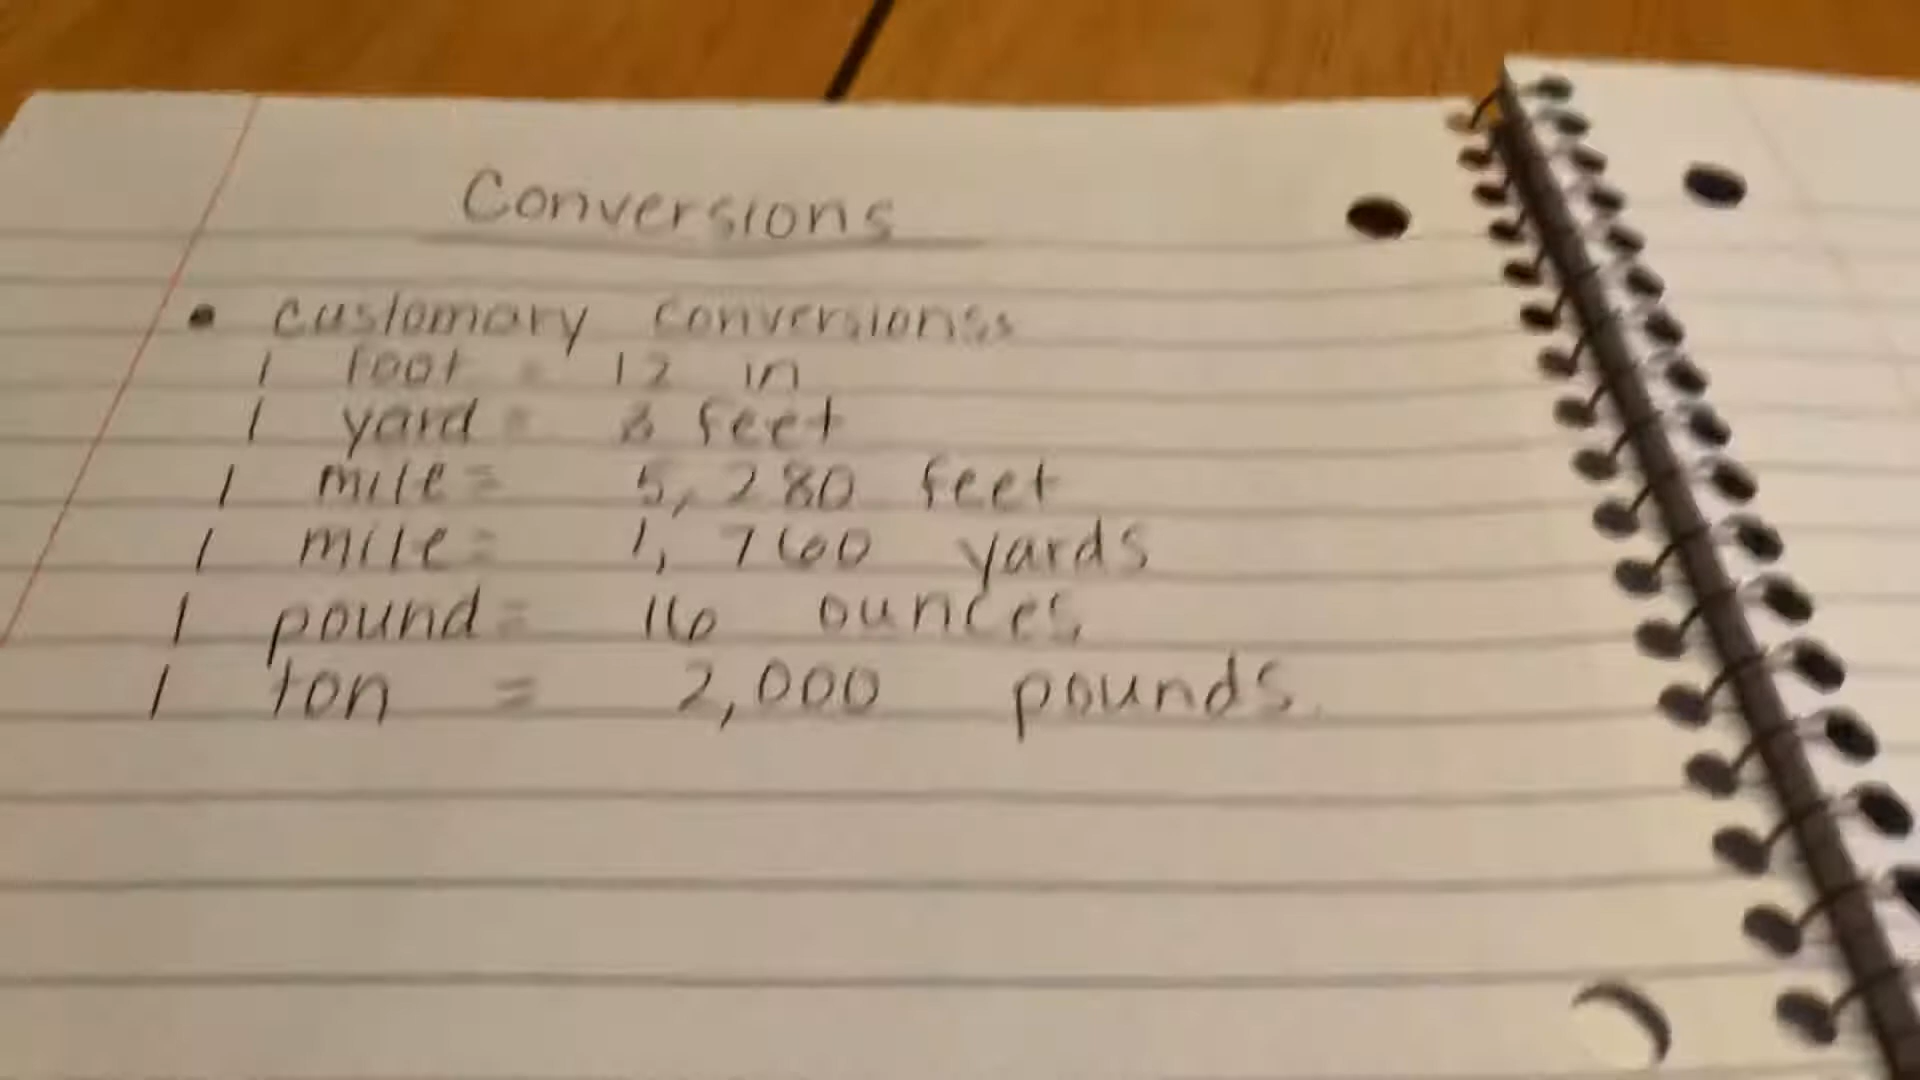 Conversions
• customary conversionss
1 foot = 12 in
1 yard = 3 feet
1 mile = 5,280 feet
1 mile = 1,760 yards
1 pound = 16 ounces
1 ton = 2,000 pounds.